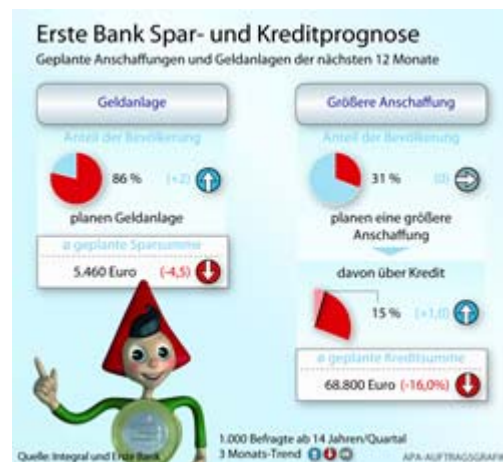 Erste Bank Spar- und Kreditprognose
Geplante Anschaffungen und Geldanlagen der nächsten 12 Monate
Geldanlage
Anteil der Bevölkerung
86 % (+2)
planen Geldanlage
ø geplante Sparsumme
5.460 Euro (-4,5)
Größere Anschaffung
Anteil der Bevölkerung
31 % (0)
planen eine größere
Anschaffung
davon über Kredit
15 % (+1,0)
ø geplante Kreditsumme
68.800 Euro (-16,0%)
1.000 Befragte ab 14 Jahren/Quartal
3 Monats-Trend
Quelle: Integral und Erste Bank
APA-AUFTRAGSGRAFIK